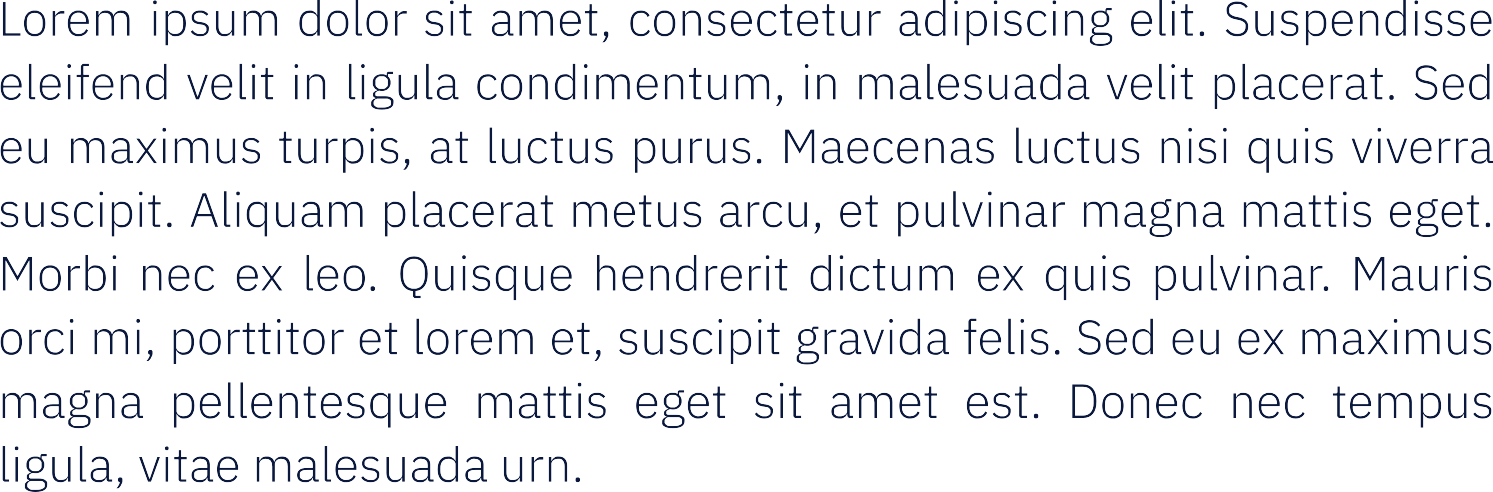 Lorem ipsum dolor sit amet, consectetur adipiscing elit. Suspendisse
eleifend velit in ligula condimentum, in malesuada velit placerat. Sed
eu maximus turpis, at luctus purus. Maecenas luctus nisi quis viverra
suscipit. Aliquam placerat metus arcu, et pulvinar magna mattis eget.
Morbi nec ex leo. Quisque hendrerit dictum ex quis pulvinar. Mauris
orci mi, porttitor et lorem et, suscipit gravida felis. Sed eu ex maximus
magna pellentesque mattis eget sit amet est. Donec nec tempus
ligula, vitae malesuada urn.